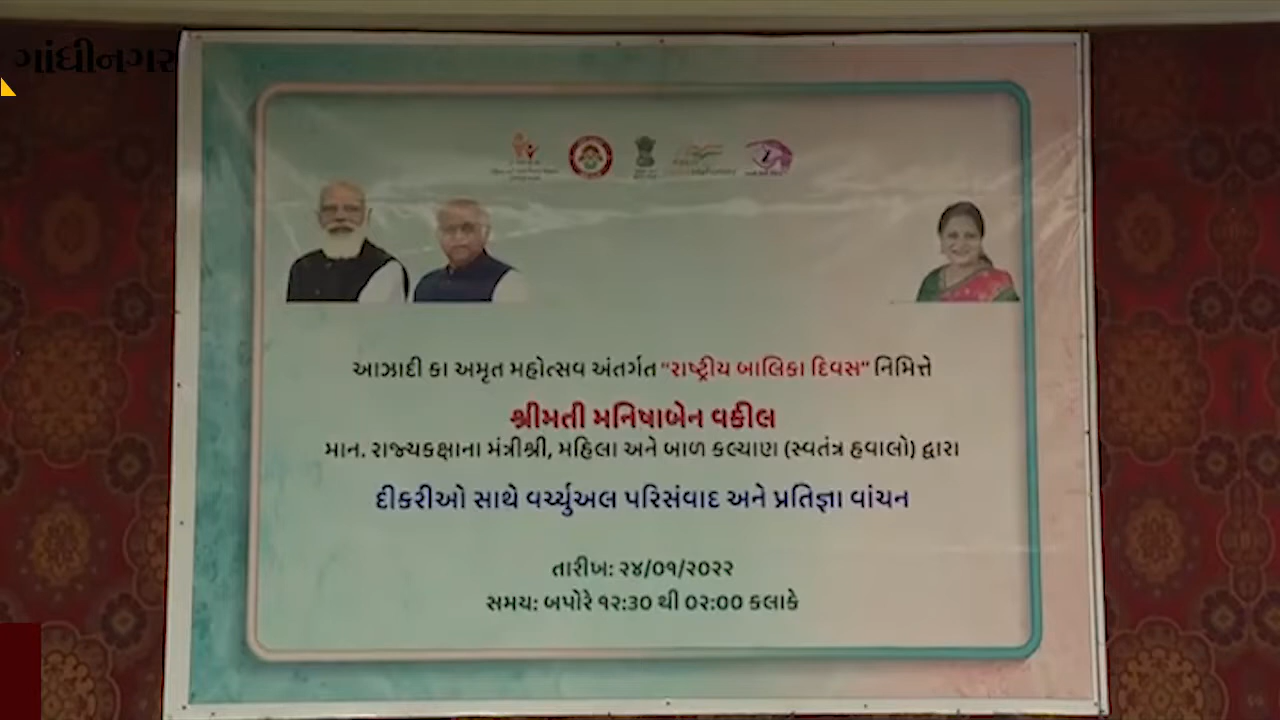 ગાંધીનગર
આઝાદી કા અમૃત મહોત્સવ અંતર્ગત "રાષ્ટ્રીય બાલિકા દિવસ" નિમિત્તે
શ્રીમતી મનિષાબેન વકીલ
માન. રાજ્યકક્ષાના મંત્રીશ્રી, મહિલા અને બાળ કલ્યાણ (સ્વતંત્ર હવાલો) દ્વારા
દીકરીઓ સાથે વર્ચ્યુઅલ પરિસંવાદ અને પ્રતિજ્ઞા વાંચન
તારીખ: ૨૪/૦૧/૨૦૨૨
સમય: બપોરે ૧૨:૩૦ થી ૦૨:૦૦ કલાકે